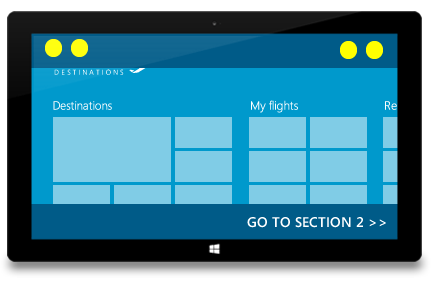 DESTINATIONS
Destinations
My flights
Re
GO TO SECTION 2 >>